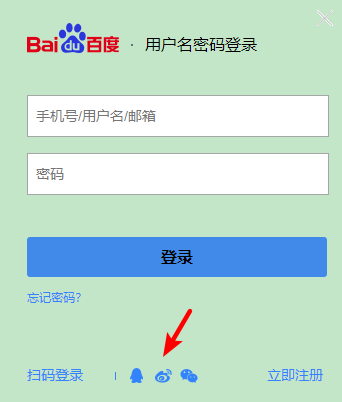 Bai du 百度 · 用户名密码登录
手机号/用户名/邮箱
密码
登录
忘记密码?
扫码登录 | 立即注册